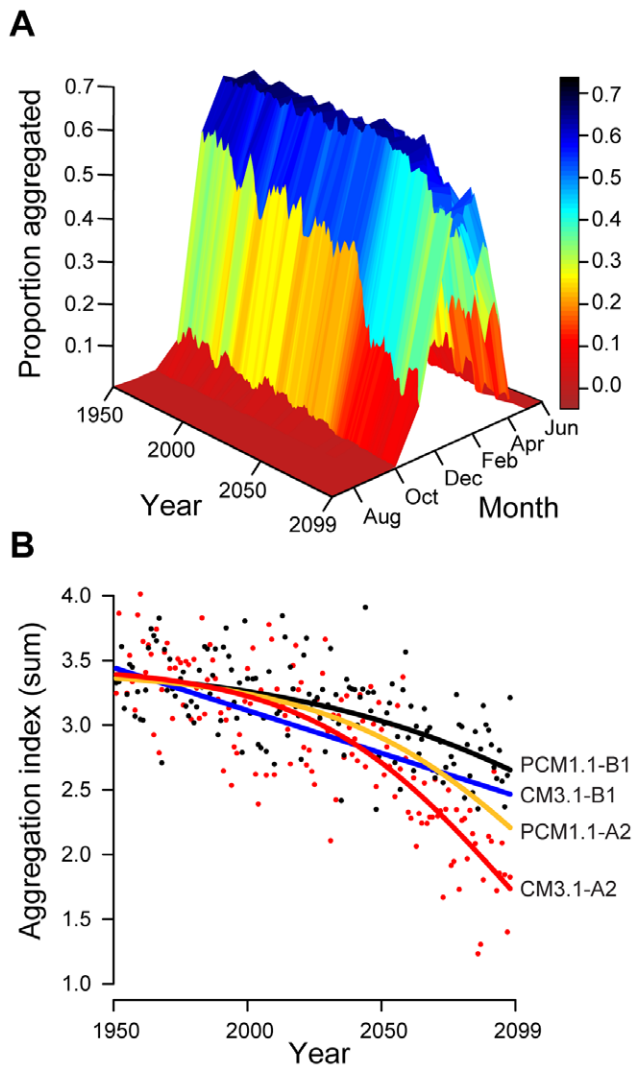 A
Proportion aggregated
0.7
0.6
0.5
0.4
0.3
0.2
0.1
1950
2000
2050
2099
Year
Aug
Oct
Dec
Feb
Apr
Jun
Month
0.7
0.6
0.5
0.4
0.3
0.2
0.1
0.0
B
Aggregation index (sum)
4.0
3.5
3.0
2.5
2.0
1.5
1.0
PCM1.1-B1
CM3.1-B1
PCM1.1-A2
CM3.1-A2
1950 2000 2050 2099
Year